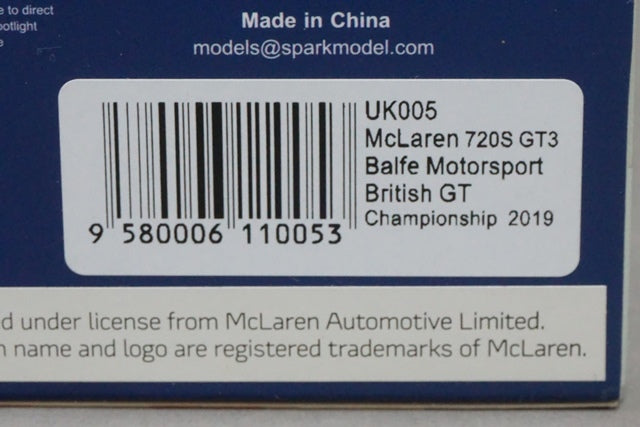 e to direct
potlight
e
Made in China
models@sparkmodel.com
UK005
McLaren 720S GT3
Balfe Motorsport
British GT
Championship 2019
9 580006 110053
d under license from McLaren Automotive Limited.
n name and logo are registered trademarks of McLaren.